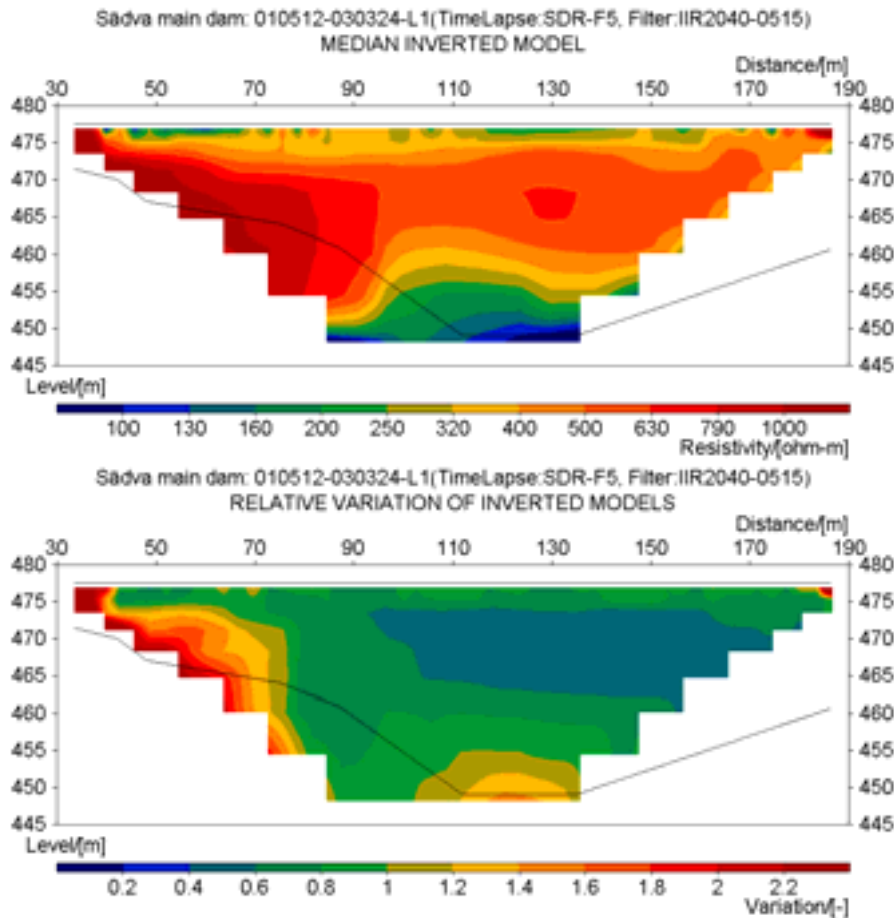 Sädva main dam: 010512-030324-L1(TimeLapse:SDR-F5, Filter:IIR2040-0515)
MEDIAN INVERTED MODEL
Distance/[m]
30 50 70 90 110 130 150 170 190
480 480
475 475
470 470
465 465
460 460
455 455
450 450
445 445
Level/[m]
100 130 160 200 250 320 400 500 630 790 1000
Resistivity/[ohm-m]
Sädva main dam: 010512-030324-L1(TimeLapse:SDR-F5, Filter:IIR2040-0515)
RELATIVE VARIATION OF INVERTED MODELS
Distance/[m]
30 50 70 90 110 130 150 170 190
480 480
475 475
470 470
465 465
460 460
455 455
450 450
445 445
Level/[m]
0.2 0.4 0.6 0.8 1 1.2 1.4 1.6 1.8 2 2.2
Variation/[-]